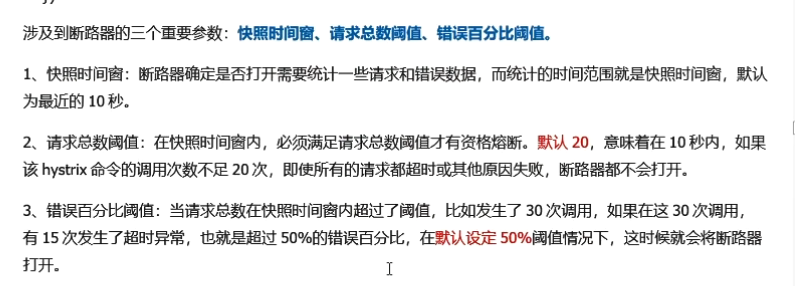 涉及到断路器的三个重要参数：快照时间窗、请求总数阈值、错误百分比阈值。
1、快照时间窗：断路器确定是否打开需要统计一些请求和错误数据，而统计的时间范围就是快照时间窗，默认
为最近的 10 秒。
2、请求总数阈值：在快照时间窗内，必须满足请求总数阈值才有资格熔断。默认 20，意味着在 10 秒内，如果
该 hystrix 命令的调用次数不足 20 次，即使所有的请求都超时或其他原因失败，断路器都不会打开。
3、错误百分比阈值：当请求总数在快照时间窗内超过了阈值，比如发生了 30 次调用，如果在这 30 次调用，
有 15 次发生了超时异常，也就是超过 50%的错误百分比，在默认设定 50%阈值情况下，这时候就会将断路器
打开。